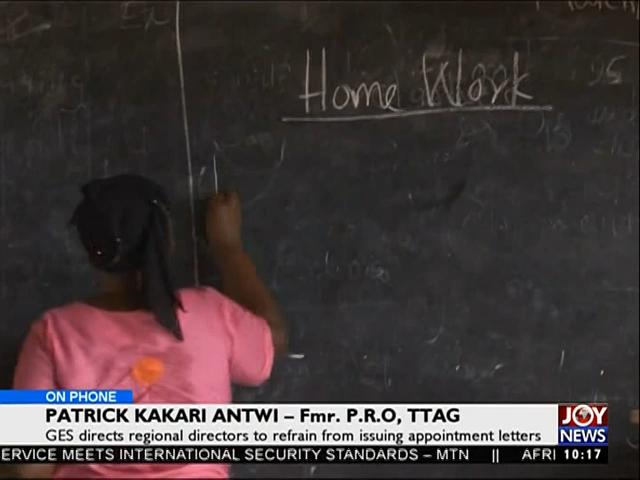 Home Work
ON PHONE
PATRICK KAKARI ANTWI – Fmr. P.R.O, TTAG
GES directs regional directors to refrain from issuing appointment letters
JOY
NEWS
ERVICE MEETS INTERNATIONAL SECURITY STANDARDS - MTN || AFRI 10:17